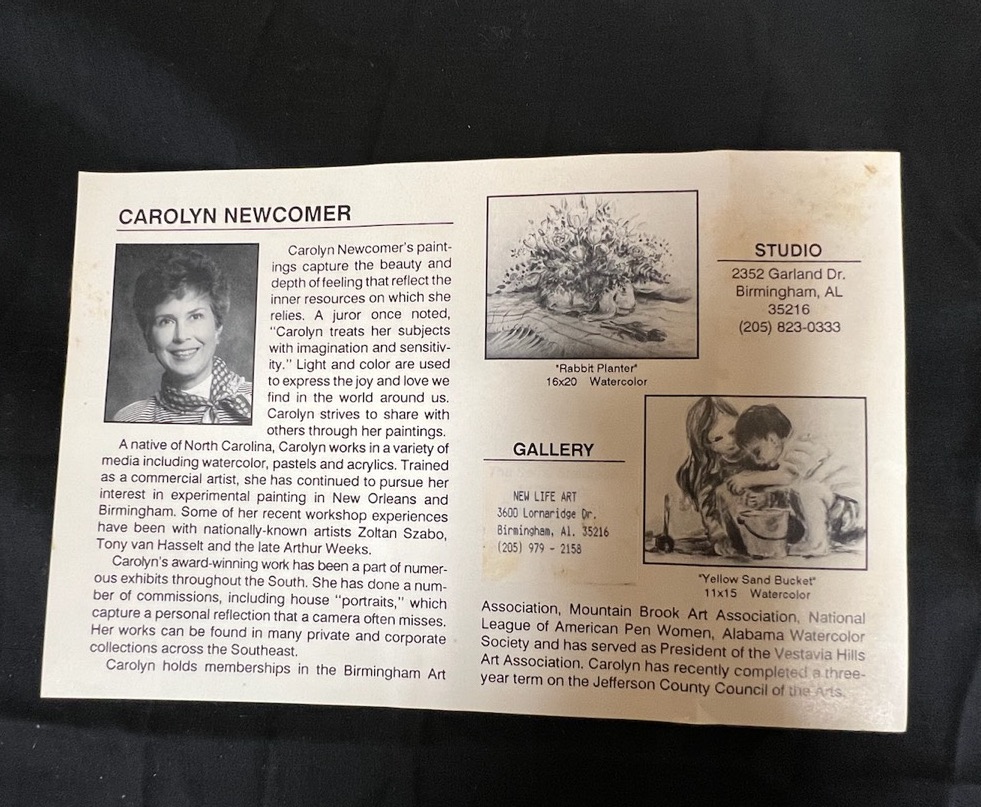 CAROLYN NEWCOMER
Carolyn Newcomer's paint-
ings capture the beauty and
depth of feeling that reflect the
inner resources on which she
relies. A juror once noted,
"Carolyn treats her subjects
with imagination and sensitiv-
ity." Light and color are used
to express the joy and love we
find in the world around us.
Carolyn strives to share with
others through her paintings.
A native of North Carolina, Carolyn works in a variety of
media including watercolor, pastels and acrylics. Trained
as a commercial artist, she has continued to pursue her
interest in experimental painting in New Orleans and
Birmingham. Some of her recent workshop experiences
have been with nationally-known artists Zoltan Szabo,
Tony van Hasselt and the late Arthur Weeks.
Carolyn's award-winning work has been a part of numer-
ous exhibits throughout the South. She has done a num-
ber of commissions, including house "portraits," which
capture a personal reflection that a camera often misses.
Her works can be found in many private and corporate
collections across the Southeast.
Carolyn holds memberships in the Birmingham Art
"Rabbit Planter"
16x20 Watercolor
STUDIO
2352 Garland Dr.
Birmingham, AL
35216
(205) 823-0333
GALLERY
NEW LIFE ART
3600 Lornaridge Dr.
Birmingham, Al. 35216
(205) 979 - 2158
"Yellow Sand Bucket"
11x15 Watercolor
Association, Mountain Brook Art Association, National
League of American Pen Women, Alabama Watercolor
Society and has served as President of the Vestavia Hills
Art Association. Carolyn has recently completed a three-
year term on the Jefferson County Council of the Arts.